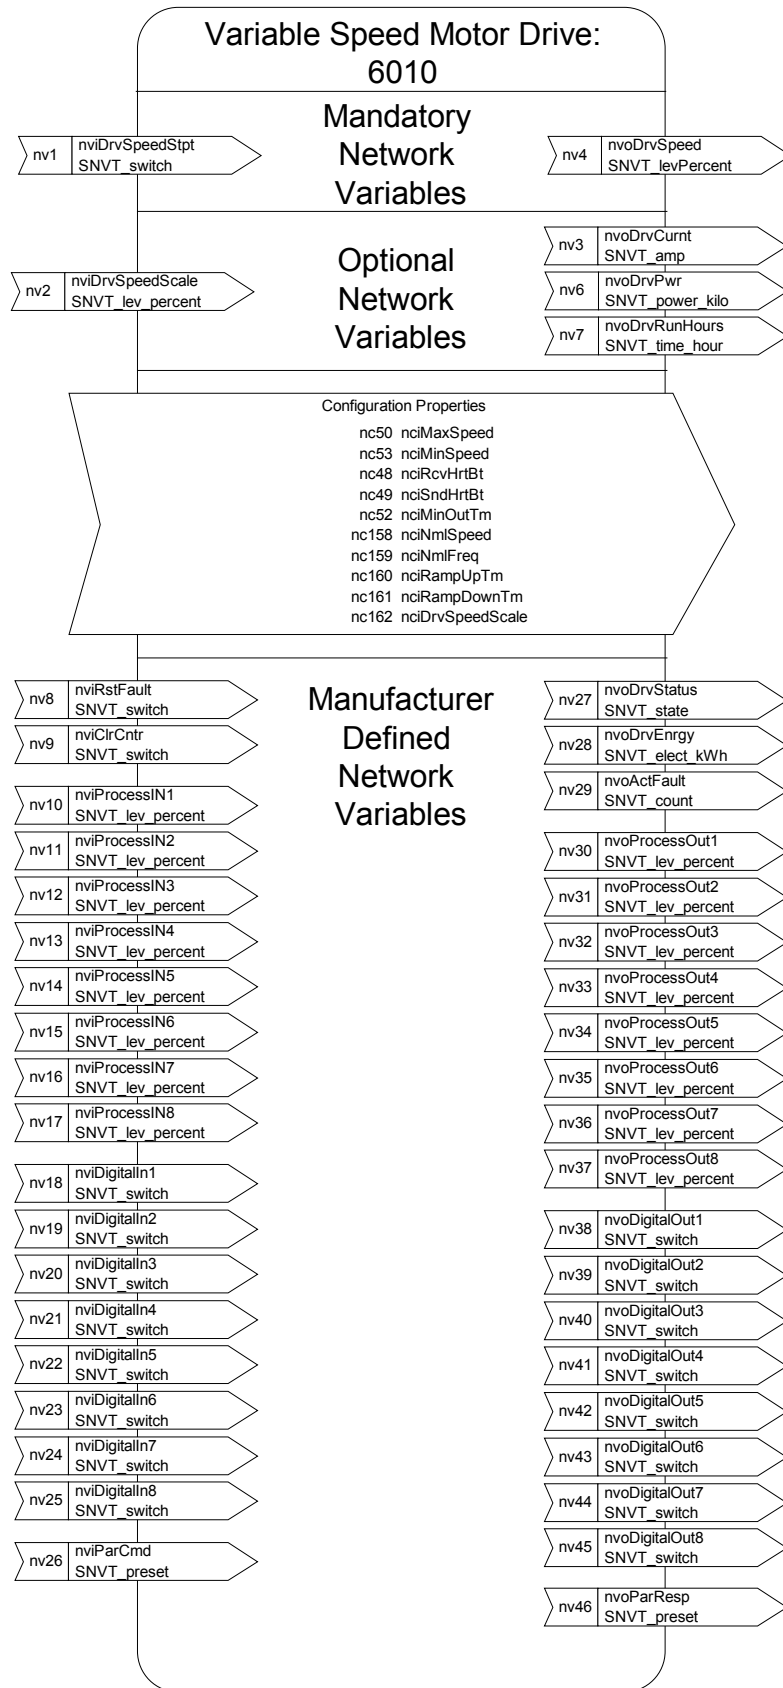 Variable Speed Motor Drive:
6010
Mandatory
Network
Variables
nv1
nviDrvSpeedStpt
SNVT_switch
nv4
nvoDrvSpeed
SNVT_levPercent
Optional
Network
Variables
nv2
nviDrvSpeedScale
SNVT_lev_percent
nv3
nvoDrvCurnt
SNVT_amp
nv6
nvoDrvPwr
SNVT_power_kilo
nv7
nvoDrvRunHours
SNVT_time_hour
Configuration Properties
nc50 nciMaxSpeed
nc53 nciMinSpeed
nc48 nciRcvHrtBt
nc49 nciSndHrtBt
nc52 nciMinOutTm
nc158 nciNmlSpeed
nc159 nciNmlFreq
nc160 nciRampUpTm
nc161 nciRampDownTm
nc162 nciDrvSpeedScale
Manufacturer
Defined
Network
Variables
nv8
nviRstFault
SNVT_switch
nv9
nviClrCntr
SNVT_switch
nv10
nviProcessIN1
SNVT_lev_percent
nv11
nviProcessIN2
SNVT_lev_percent
nv12
nviProcessIN3
SNVT_lev_percent
nv13
nviProcessIN4
SNVT_lev_percent
nv14
nviProcessIN5
SNVT_lev_percent
nv15
nviProcessIN6
SNVT_lev_percent
nv16
nviProcessIN7
SNVT_lev_percent
nv17
nviProcessIN8
SNVT_lev_percent
nv18
nviDigitalIn1
SNVT_switch
nv19
nviDigitalIn2
SNVT_switch
nv20
nviDigitalIn3
SNVT_switch
nv21
nviDigitalIn4
SNVT_switch
nv22
nviDigitalIn5
SNVT_switch
nv23
nviDigitalIn6
SNVT_switch
nv24
nviDigitalIn7
SNVT_switch
nv25
nviDigitalIn8
SNVT_switch
nv26
nviParCmd
SNVT_preset
nv27
nvoDrvStatus
SNVT_state
nv28
nvoDrvEnrgy
SNVT_elect_kWh
nv29
nvoActFault
SNVT_count
nv30
nvoProcessOut1
SNVT_lev_percent
nv31
nvoProcessOut2
SNVT_lev_percent
nv32
nvoProcessOut3
SNVT_lev_percent
nv33
nvoProcessOut4
SNVT_lev_percent
nv34
nvoProcessOut5
SNVT_lev_percent
nv35
nvoProcessOut6
SNVT_lev_percent
nv36
nvoProcessOut7
SNVT_lev_percent
nv37
nvoProcessOut8
SNVT_lev_percent
nv38
nvoDigitalOut1
SNVT_switch
nv39
nvoDigitalOut2
SNVT_switch
nv40
nvoDigitalOut3
SNVT_switch
nv41
nvoDigitalOut4
SNVT_switch
nv42
nvoDigitalOut5
SNVT_switch
nv43
nvoDigitalOut6
SNVT_switch
nv44
nvoDigitalOut7
SNVT_switch
nv45
nvoDigitalOut8
SNVT_switch
nv46
nvoParResp
SNVT_preset